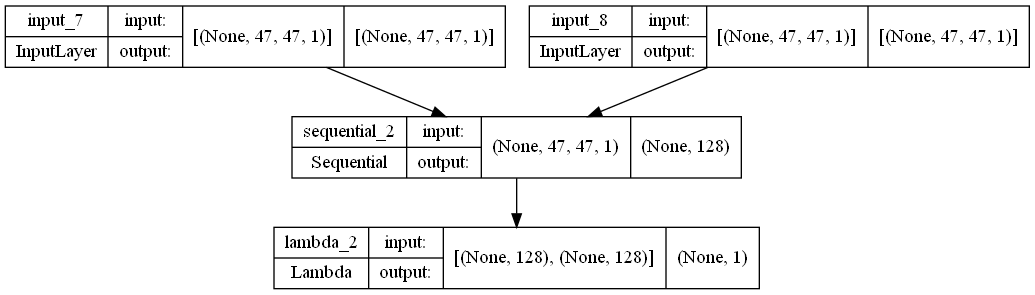 input_7 input: [(None, 47, 47, 1)] [(None, 47, 47, 1)]
InputLayer output:
input_8 input: [(None, 47, 47, 1)] [(None, 47, 47, 1)]
InputLayer output:
sequential_2 input: (None, 47, 47, 1) (None, 128)
Sequential output:
lambda_2 input: [(None, 128), (None, 128)] (None, 1)
Lambda output: